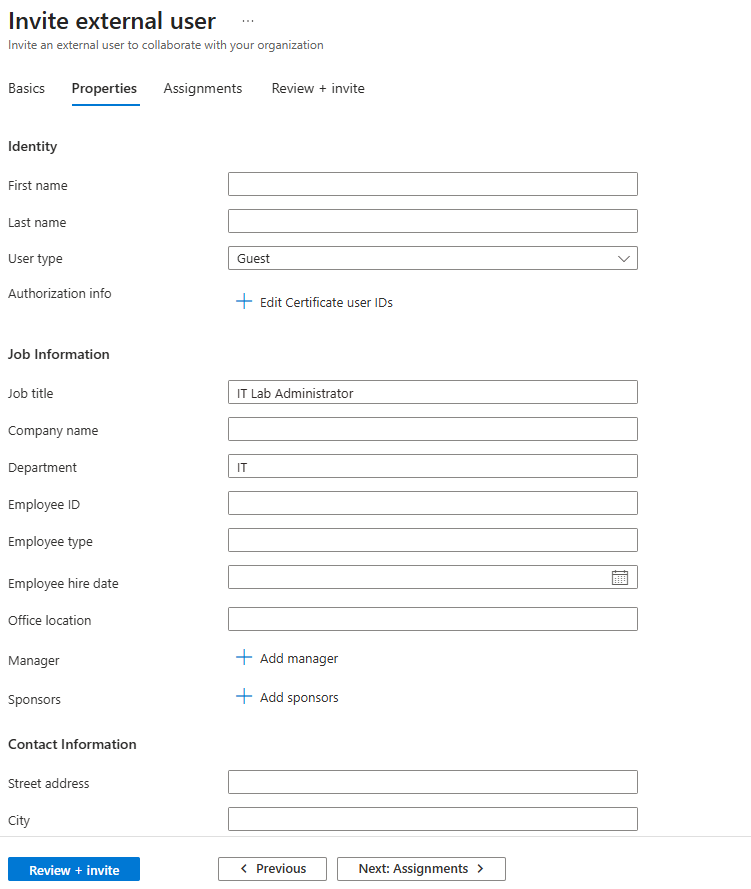 Invite external user ...
Invite an external user to collaborate with your organization
Basics Properties Assignments Review + invite
Identity
First name
Last name
User type Guest
Authorization info
+ Edit Certificate user IDs
Job Information
Job title IT Lab Administrator
Company name
Department IT
Employee ID
Employee type
Employee hire date
Office location
Manager + Add manager
Sponsors + Add sponsors
Contact Information
Street address
City
Review + invite < Previous Next: Assignments >